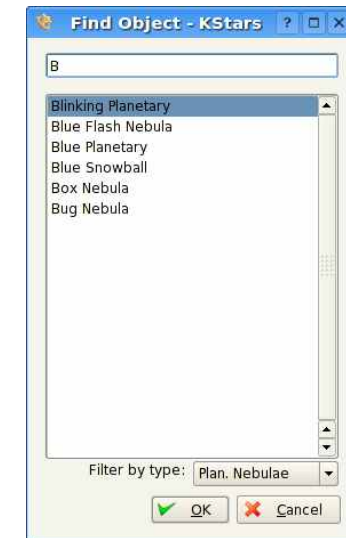 Find Object - KStars ?
B
Blinking Planetary
Blue Flash Nebula
Blue Planetary
Blue Snowball
Box Nebula
Bug Nebula
Filter by type: Plan. Nebulae
OK Cancel